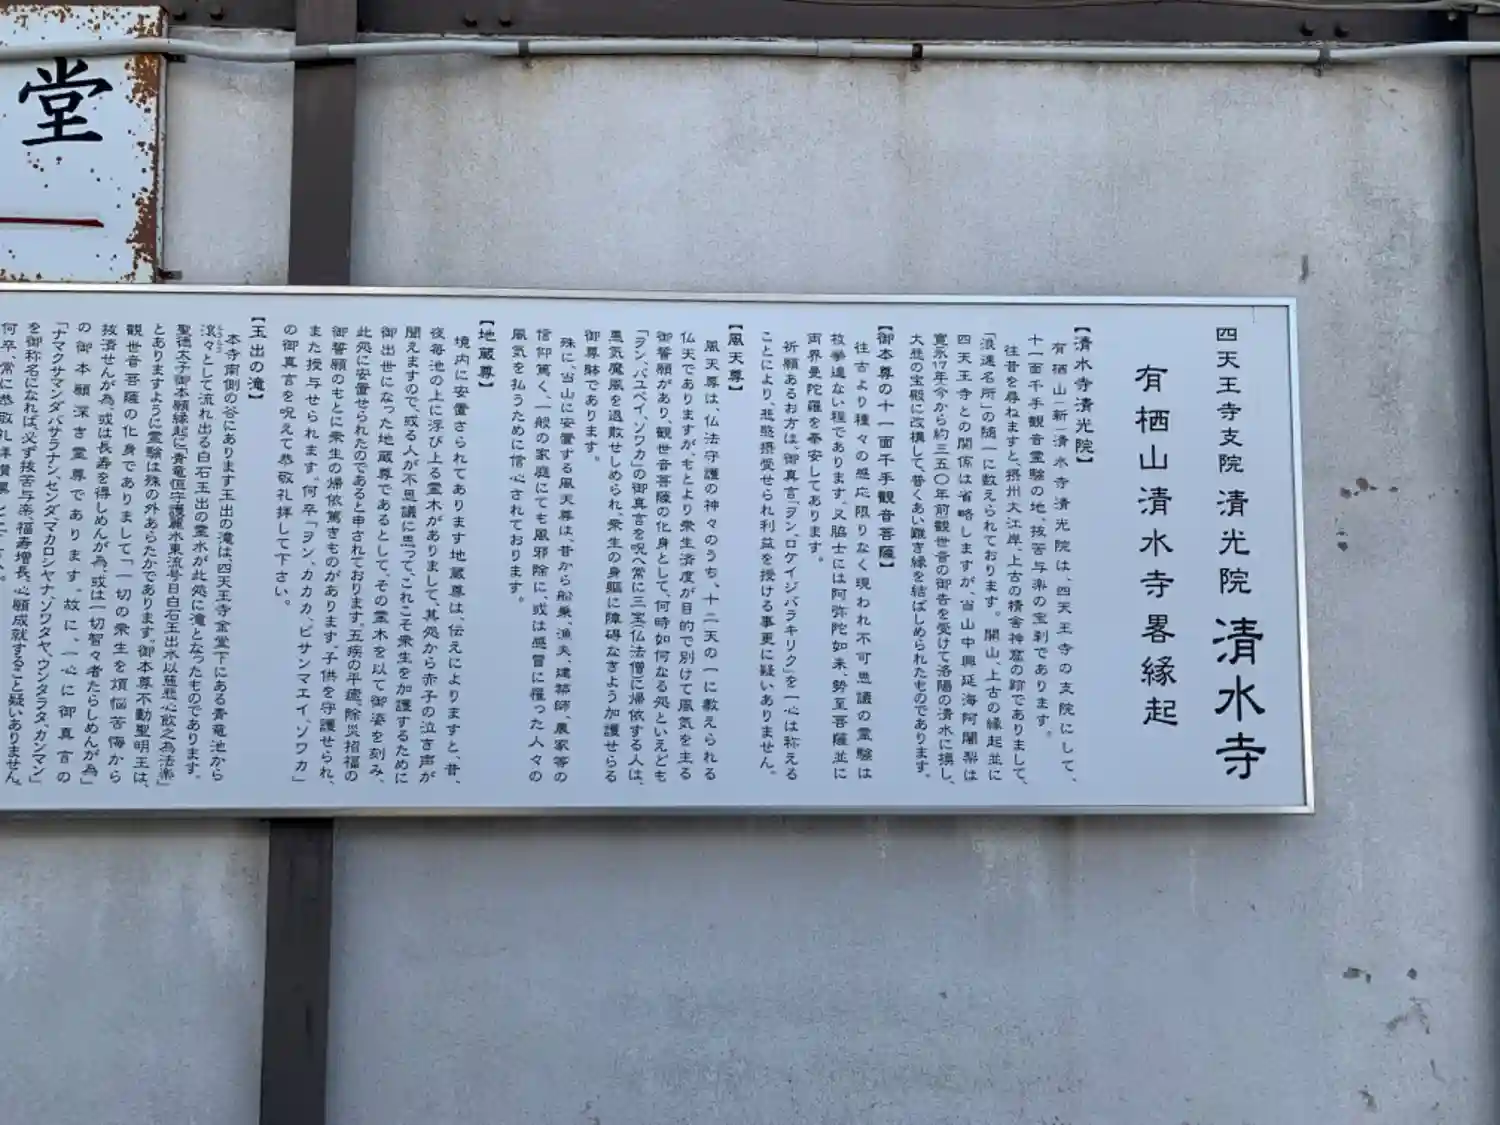 四天王寺支院 清光院 清水寺
有栖山清水寺畧縁起
【清水寺清光院】
有栖山 新 清水寺清光院は、四天王寺の支院にして、
十一面千手観音霊験の地、抜苦与楽の宝刹であります。
往昔を尋ねますと、摂州大江岸、上古の精舎神窟の跡でありまして、
「浪速名所」の随一に数えられております。 開山、上古の縁起並に
四天王寺との関係は省略しますが、当山中興延海阿闍梨は
寛永17年今から約三五〇年前観世音の御告を受けて洛陽の清水に摸し、
大悲の宝殿に改構して、普くあい継ぎ縁を結ばしめられたものであります。
【御本尊の十一面千手観音菩薩】
往古より種々の感応限りなく現われ不可思議の霊験は
枚挙遑ない程であります。又脇士には阿弥陀如来、勢至菩薩並に
両界曼陀羅を奉安してあります。
祈願あるお方は、御真言「ヲン、ロケイジバラキリク」を一心は称える
ことにより、悲愍摂受せられ利益を授ける事更に疑いありません。
【風天尊】
風天尊は、仏法守護の神々のうち、十二天の一に数えられる
仏天でありますが、もとより衆生済度が目的で別けて風気を主る
御誓願があり、観世音菩薩の化身として、何時如何なる処といえども
「ヲン、バユベイ、ソワカ」の御真言を呪へ常に三宝(仏法僧)に帰依する人は、
悪気魔風を退散せしめられ、衆生の身軀に障碍なきよう加護せらる
御尊躰であります。
殊に、当山に安置する風天尊は、昔から船乗、漁夫、建築師、農家等の
信仰篤く、一般の家庭にても風邪除に、或は感冒に罹った人々の
風気を払うために信心されております。
【地蔵尊】
境内に安置さられてあります地蔵尊は、伝えによりますと、昔、
夜毎池の上に浮び上る霊木がありまして、其処から赤子の泣き声が
聞えますので、或る人が不思議に思って、これこそ衆生を加護するために
御出世になった地蔵尊であるとして、その霊木を以て御姿を刻み、
此処に安置せられたのであると申されております。五疾の平癒、除災招福の
御誓願のもとに衆生の帰依篤きものがあります。子供を守護せられ、
また授与せられます。何卒「ヲン、カカカ、ビサンマエイ、ソワカ」
の御真言を呪えて恭敬礼拝して下さい。
【玉出の滝】
本寺南側の谷にあります玉出の滝は、四天王寺金堂下にある青竜池から
滾々として流れ出る白石玉出の霊水が此処に滝となったものであります。
聖徳太子御本願縁起に「青竜恒守護麗水東流号曰白石玉出水以慈悲心飲之為法楽」
とありますように霊験は殊の外あらたかであります。御本尊不動聖明王は、
観世音菩薩の化身でありまして「一切の衆生を煩悩苦海から
抜済せんが為、或は長寿を得しめんが為、或は一切智々者たらしめんが為」
の御本願深き霊尊であります。故に、一心に御真言の
「ナマクサマンダバサラナン、センダ、マカロシヤナ、ソワタヤ、ウンタラタ、カンマン」
を御称名になれば、必ず抜苦与楽、福寿増長、心願成就すること疑いありません。
何卒、常に恭敬礼拝讃
堂